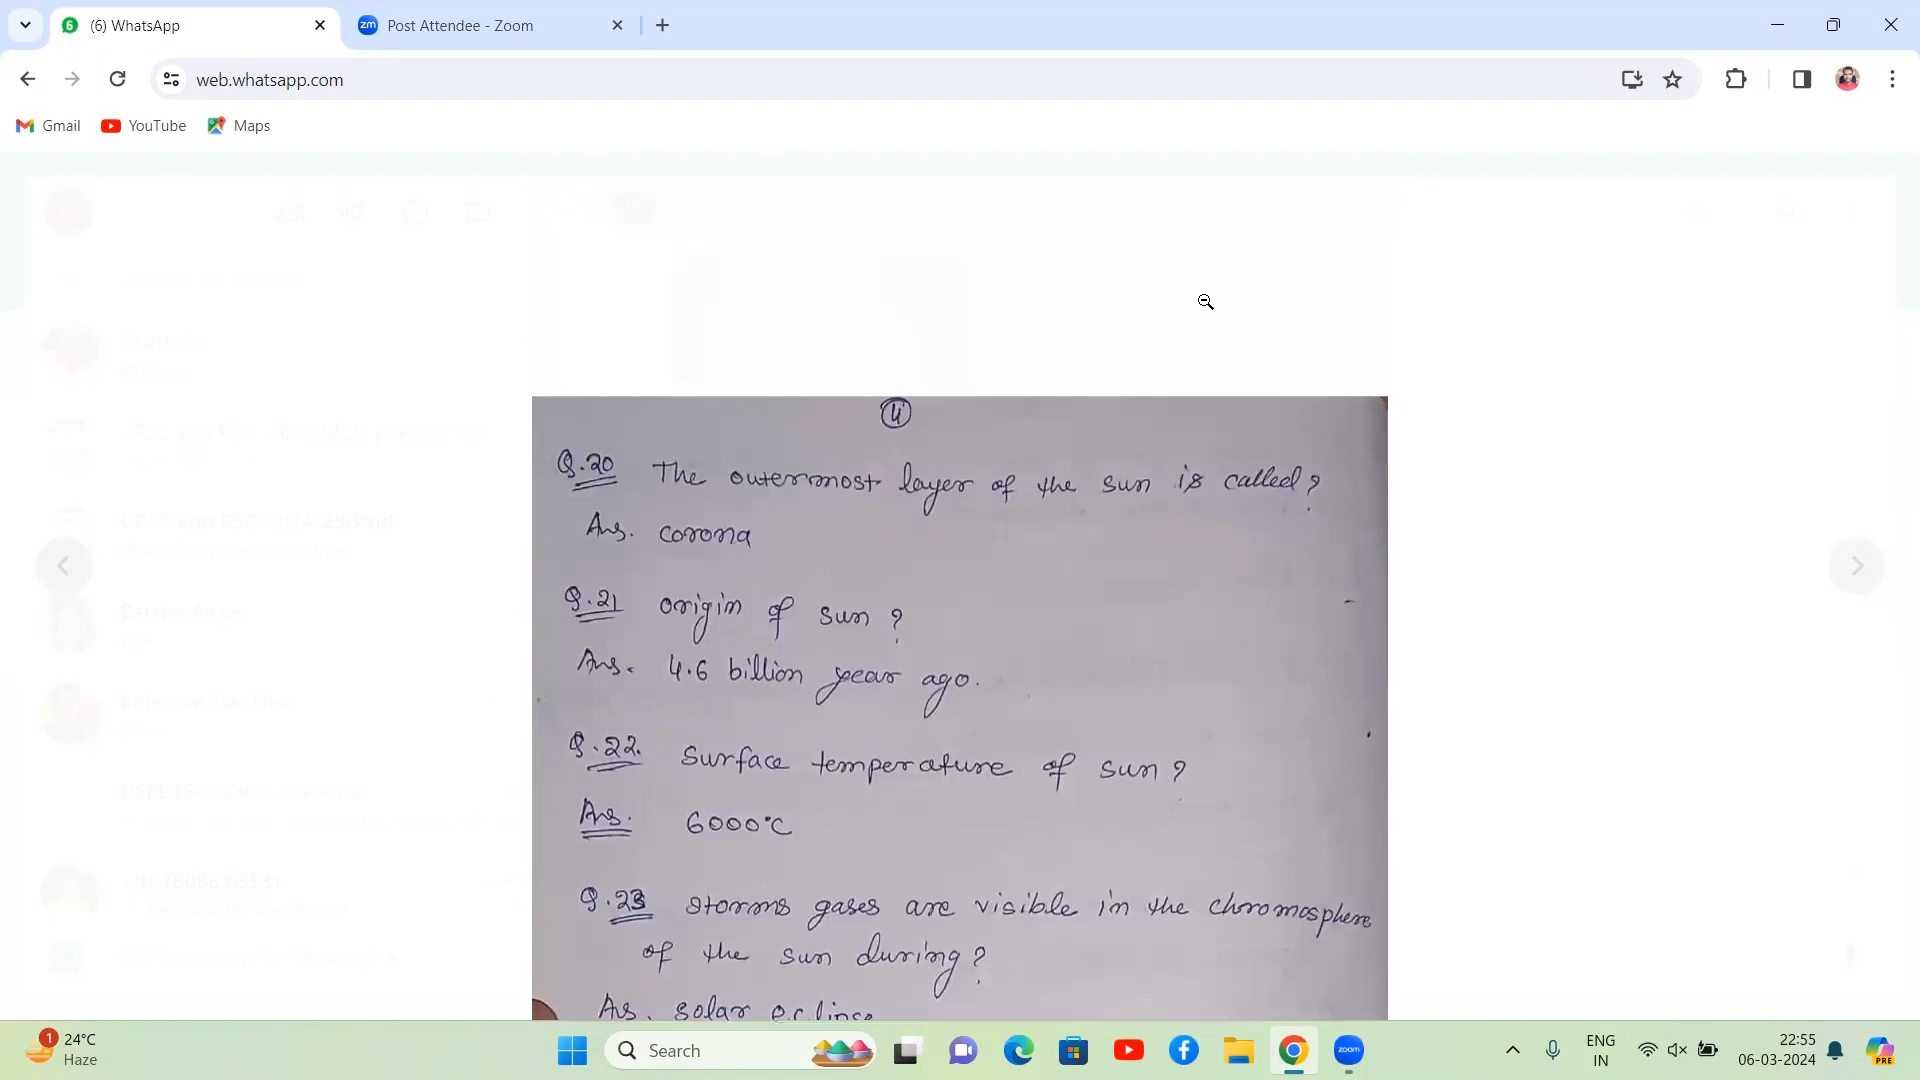 (6) WhatsApp
Post Attendee - Zoom
web.whatsapp.com
Gmail
YouTube
Maps
4
Q.20 The outermost layer of the sun is called?
Ans. corona
Q.21 origin of sun?
Ans. 4.6 billion year ago.
Q.22. Surface temperature of sun?
Ans. 6000°C
Q.23 storms gases are visible in the chromosphere
of the sun during?
Ans. solar eclipse
1
24°C
Haze
Search
zoom
ENG
IN
22:55
06-03-2024
PRE